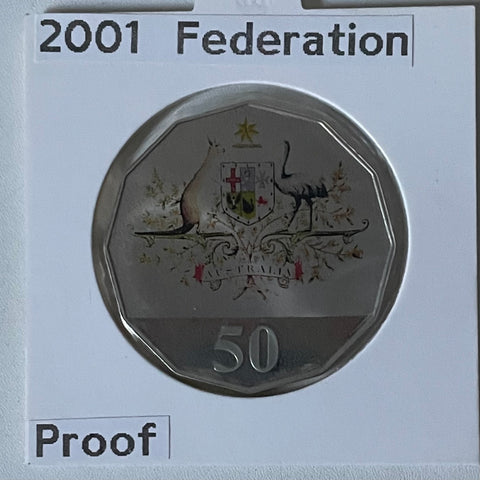 2001 Federation
AUSTRALIA
50
Proof